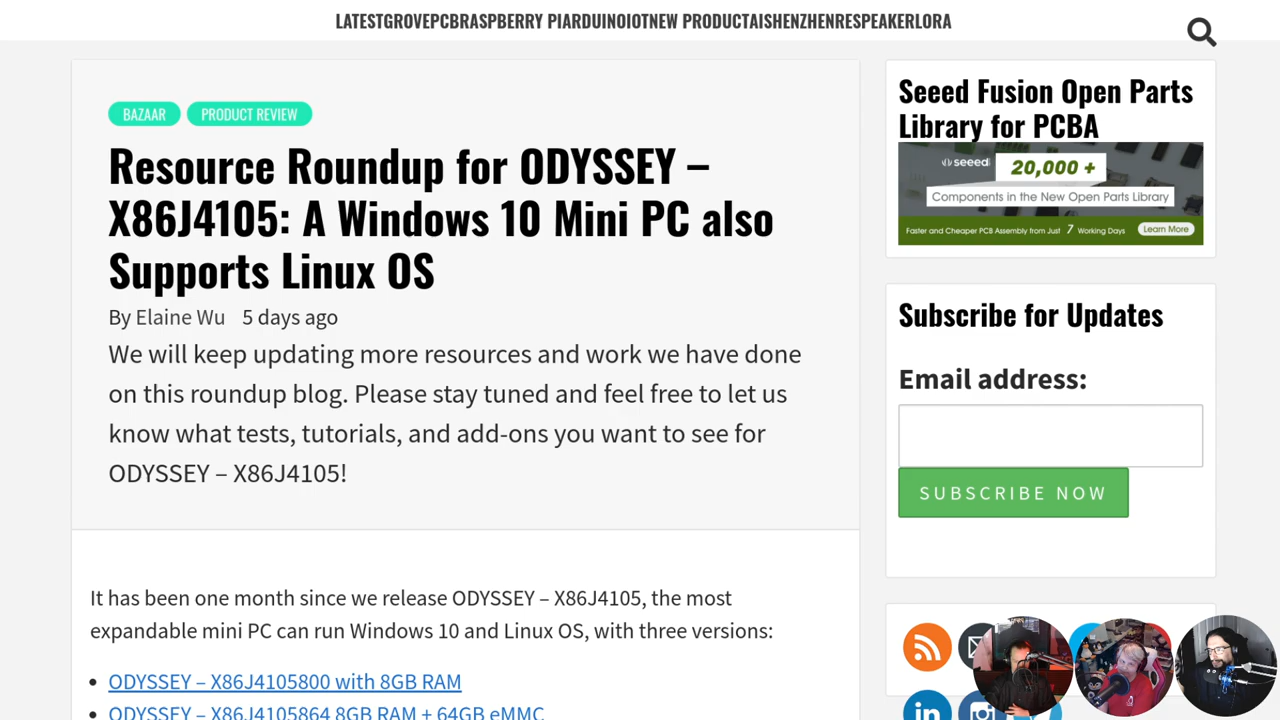 LATESTGROVEPCBRASPBERRY PIARDUINOIOTNEW PRODUCTAISHENZHENRESPEAKERLORA
BAZAAR
PRODUCT REVIEW
Resource Roundup for ODYSSEY –
X86J4105: A Windows 10 Mini PC also
Supports Linux OS
By Elaine Wu 5 days ago
We will keep updating more resources and work we have done
on this roundup blog. Please stay tuned and feel free to let us
know what tests, tutorials, and add-ons you want to see for
ODYSSEY – X86J4105!
It has been one month since we release ODYSSEY – X86J4105, the most
expandable mini PC can run Windows 10 and Linux OS, with three versions:
• ODYSSEY – X86J4105800 with 8GB RAM
• ODYSSEY – X86J4105864 8GB RAM + 64GB eMMC
Seeed Fusion Open Parts
Library for PCBA
seeed
20,000 +
Components in the New Open Parts Library
Faster and Cheaper PCB Assembly from Just 7 Working Days
Learn More
Subscribe for Updates
Email address:
SUBSCRIBE NOW
in